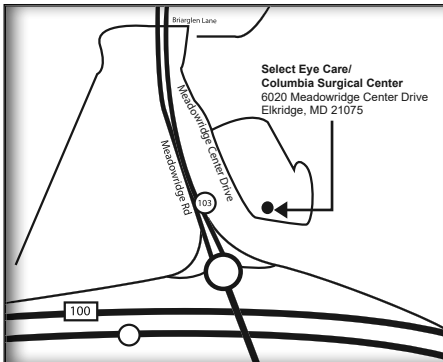 Briarglen Lane
Select Eye Care/
Columbia Surgical Center
6020 Meadowridge Center Drive
Elkridge, MD 21075
Meadowridge Center Drive
Meadowridge Rd
103
100